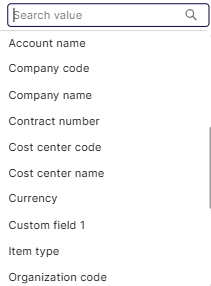 Search value
Account name
Company code
Company name
Contract number
Cost center code
Cost center name
Currency
Custom field 1
Item type
Organization code